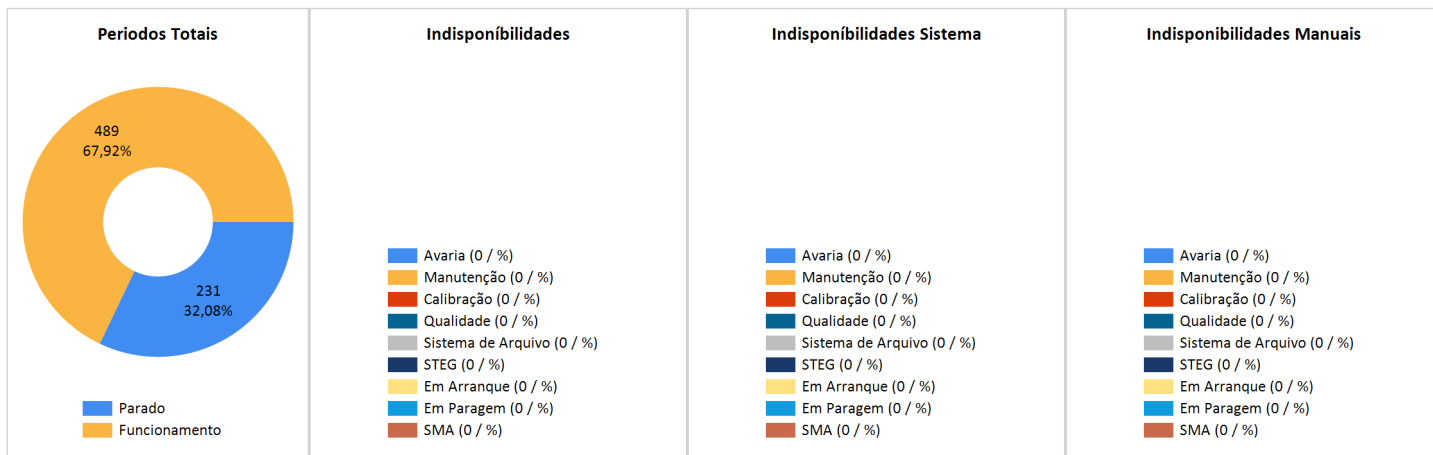 Periodos Totais
489
67,92%
231
32,08%
Parado
Funcionamento
Indisponíbilidades
Avaria (0 / %)
Manutenção (0 / %)
Calibração (0 / %)
Qualidade (0 / %)
Sistema de Arquivo (0 / %)
STEG (0 / %)
Em Arranque (0 / %)
Em Paragem (0 / %)
SMA (0 / %)
Indisponíbilidades Sistema
Avaria (0 / %)
Manutenção (0 / %)
Calibração (0 / %)
Qualidade (0 / %)
Sistema de Arquivo (0 / %)
STEG (0 / %)
Em Arranque (0 / %)
Em Paragem (0 / %)
SMA (0 / %)
Indisponibilidades Manuais
Avaria (0 / %)
Manutenção (0 / %)
Calibração (0 / %)
Qualidade (0 / %)
Sistema de Arquivo (0 / %)
STEG (0 / %)
Em Arranque (0 / %)
Em Paragem (0 / %)
SMA (0 / %)